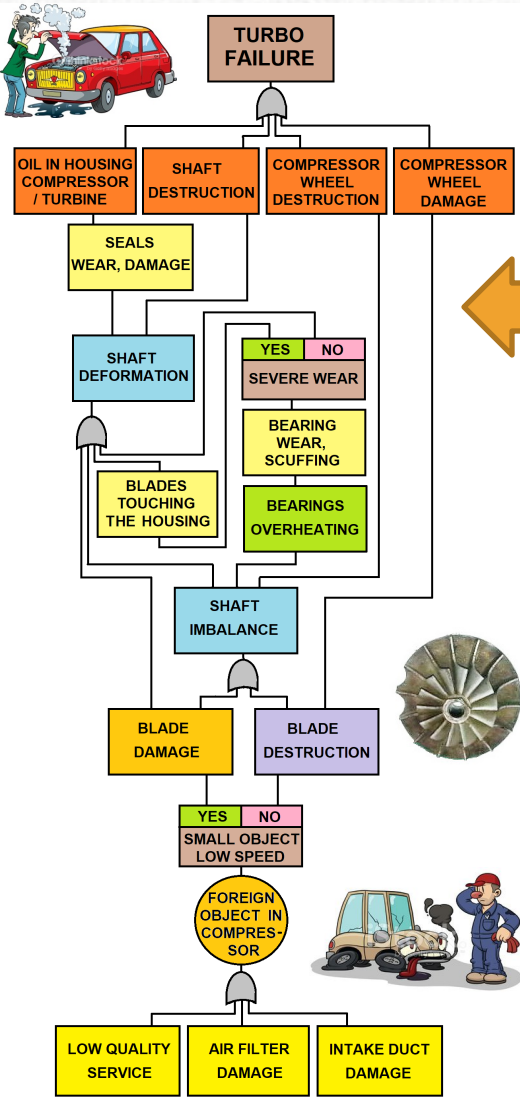 TURBO
FAILURE
OIL IN HOUSING
COMPRESSOR
/ TURBINE
SHAFT
DESTRUCTION
COMPRESSOR
WHEEL
DESTRUCTION
COMPRESSOR
WHEEL
DAMAGE
SEALS
WEAR, DAMAGE
SHAFT
DEFORMATION
YES
NO
SEVERE WEAR
BEARING
WEAR,
SCUFFING
BLADES
TOUCHING
THE HOUSING
BEARINGS
OVERHEATING
SHAFT
IMBALANCE
BLADE
DAMAGE
BLADE
DESTRUCTION
YES
NO
SMALL OBJECT
LOW SPEED
FOREIGN
OBJECT IN
COMPRES-
SOR
LOW QUALITY
SERVICE
AIR FILTER
DAMAGE
INTAKE DUCT
DAMAGE